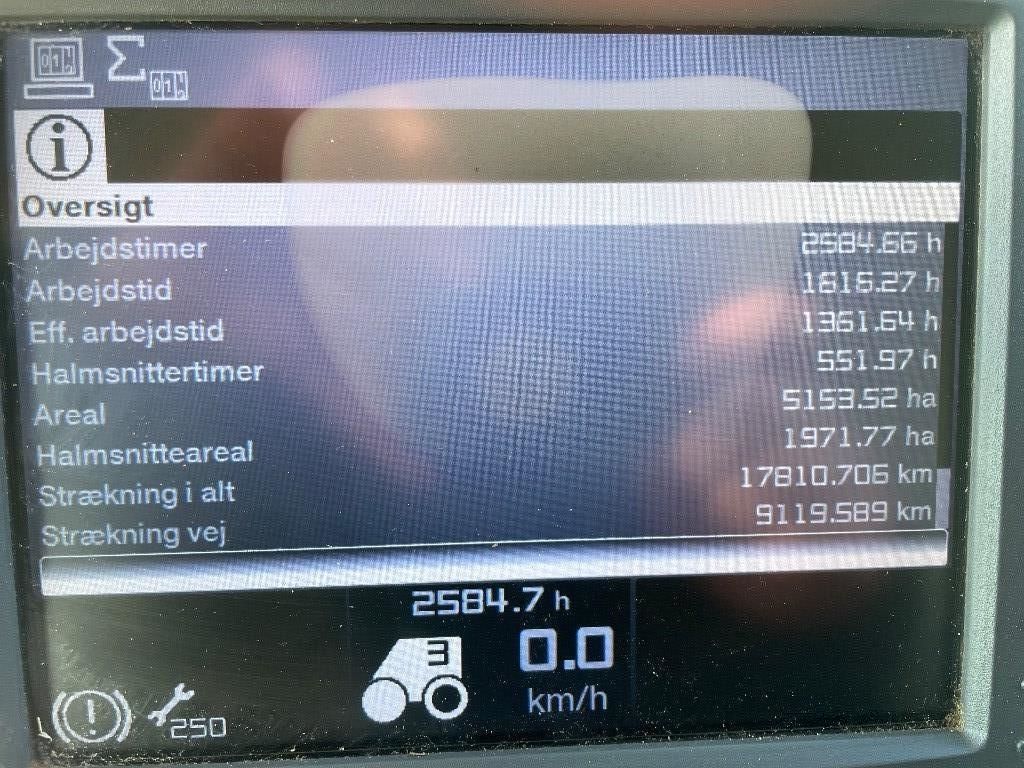 Oversigt
Arbejdstimer 2584.66 h
Arbejdstid 1616.27 h
Eff. arbejdstid 1361.64 h
Halmsnittertimer 551.97 h
Areal 5153.52 ha
Halmsnitteareal 1971.77 ha
Strækning i alt 17810.706 km
Strækning vej 9119.589 km
2584.7 h
3
0.0
km/h
250